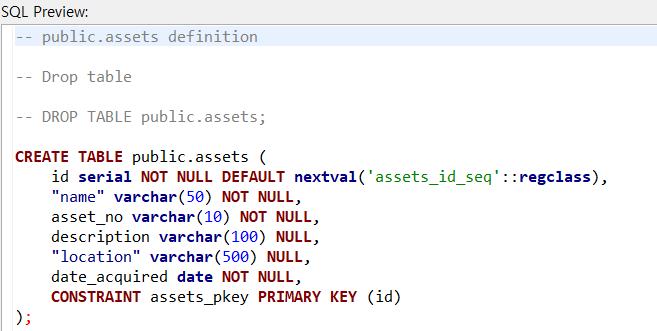 SQL Preview:
-- public.assets definition
-- Drop table
-- DROP TABLE public.assets;
CREATE TABLE public.assets (
id serial NOT NULL DEFAULT nextval('assets_id_seq'::regclass),
"name" varchar(50) NOT NULL,
asset_no varchar(10) NOT NULL,
description varchar(100) NULL,
"location" varchar(500) NULL,
date_acquired date NOT NULL,
CONSTRAINT assets_pkey PRIMARY KEY (id)
);